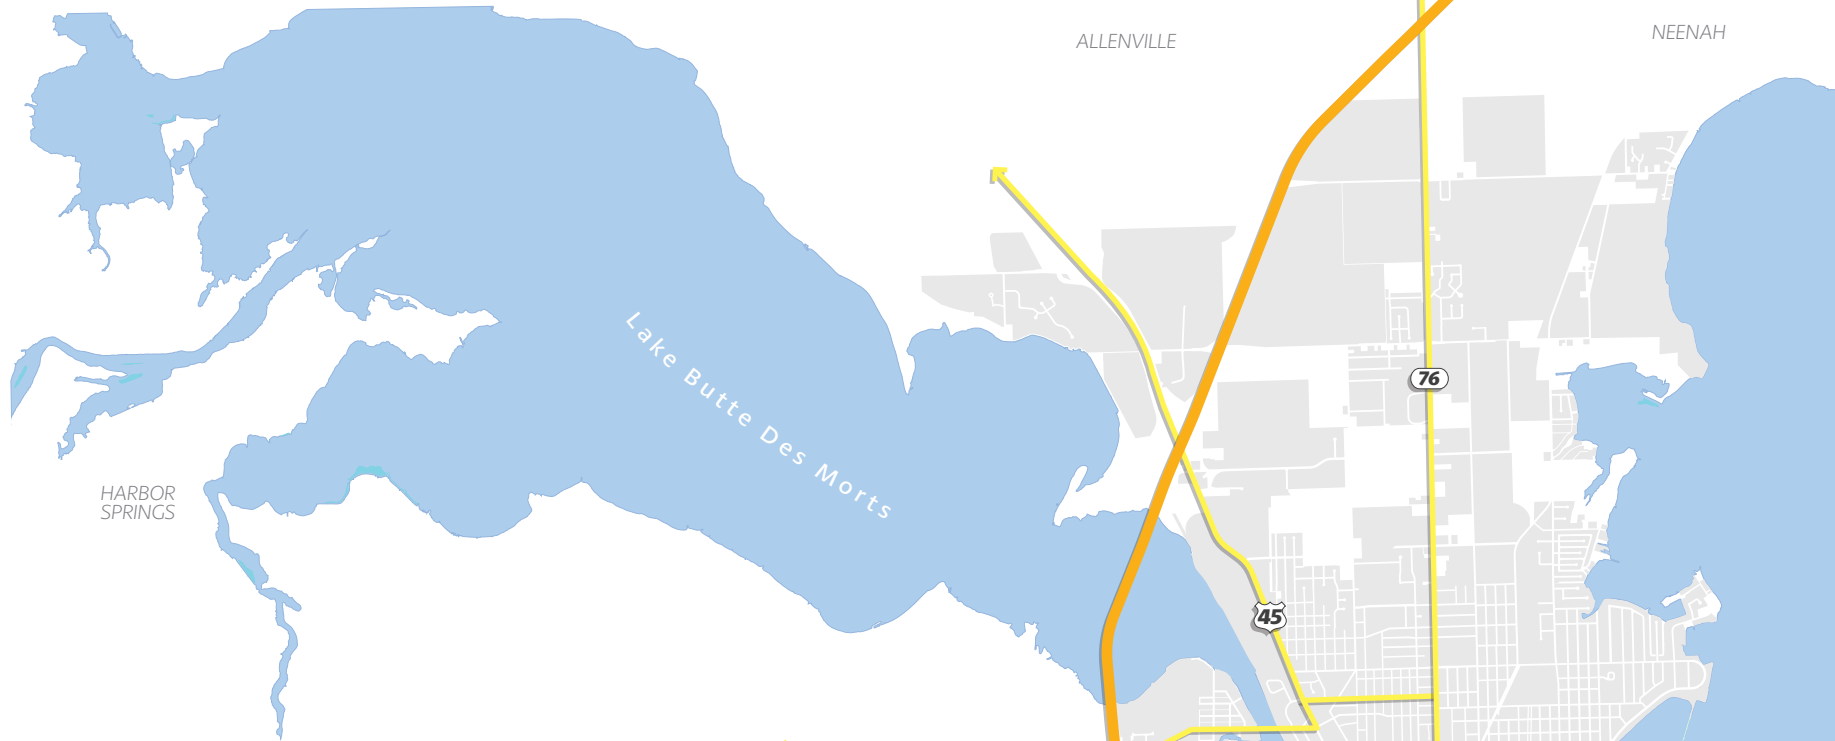 ALLENVILLE
NEENAH
Lake Butte Des Morts
76
HARBOR
SPRINGS
45